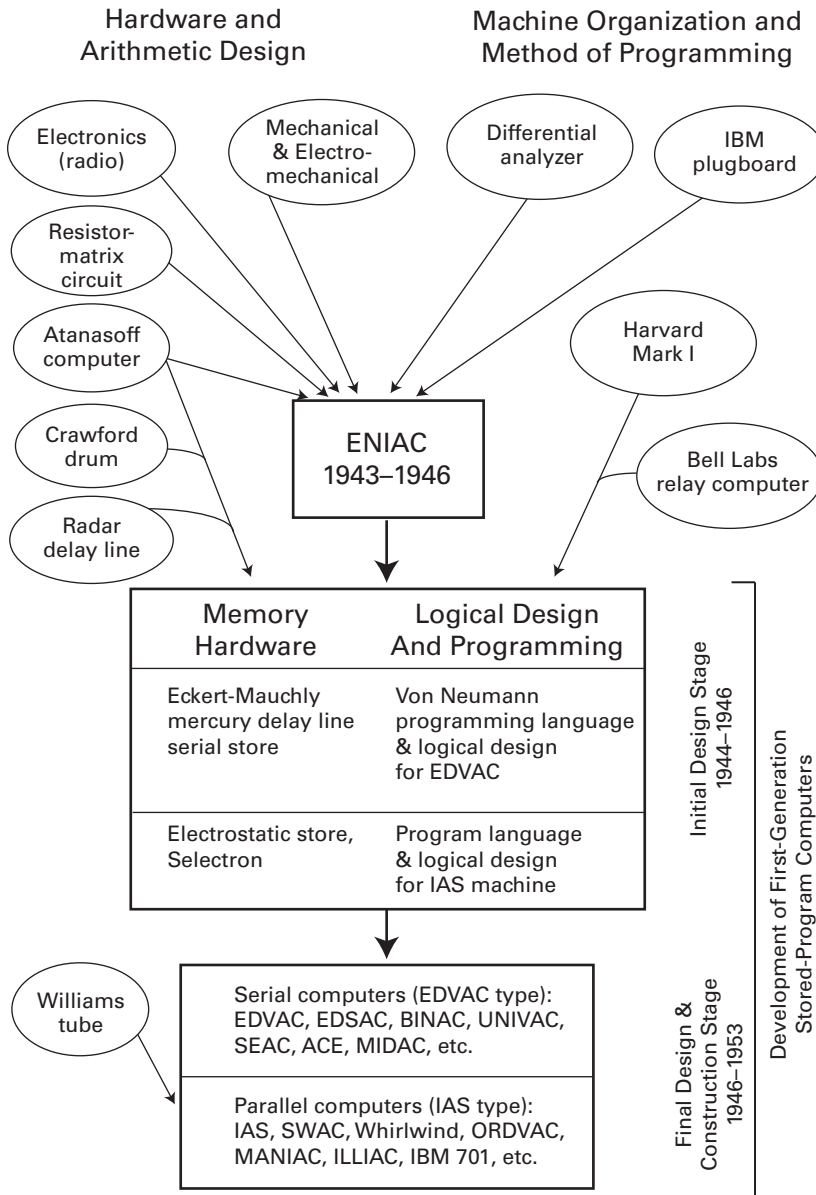 Hardware and
Arithmetic Design
Machine Organization and
Method of Programming
Electronics
(radio)
Mechanical
& Electro-
mechanical
Differential
analyzer
IBM
plugboard
Resistor-
matrix
circuit
Atanasoff
computer
Harvard
Mark I
Crawford
drum
ENIAC
1943–1946
Bell Labs
relay computer
Radar
delay line
Memory
Hardware
Logical Design
And Programming
Eckert-Mauchly
mercury delay line
serial store
Von Neumann
programming language
& logical design
for EDVAC
Electrostatic store,
Selectron
Program language
& logical design
for IAS machine
Initial Design Stage
1944–1946
Williams
tube
Serial computers (EDVAC type):
EDVAC, EDSAC, BINAC, UNIVAC,
SEAC, ACE, MIDAC, etc.
Parallel computers (IAS type):
IAS, SWAC, Whirlwind, ORDVAC,
MANIAC, ILLIAC, IBM 701, etc.
Final Design &
Construction Stage
1946–1953
Development of First-Generation
Stored-Program Computers